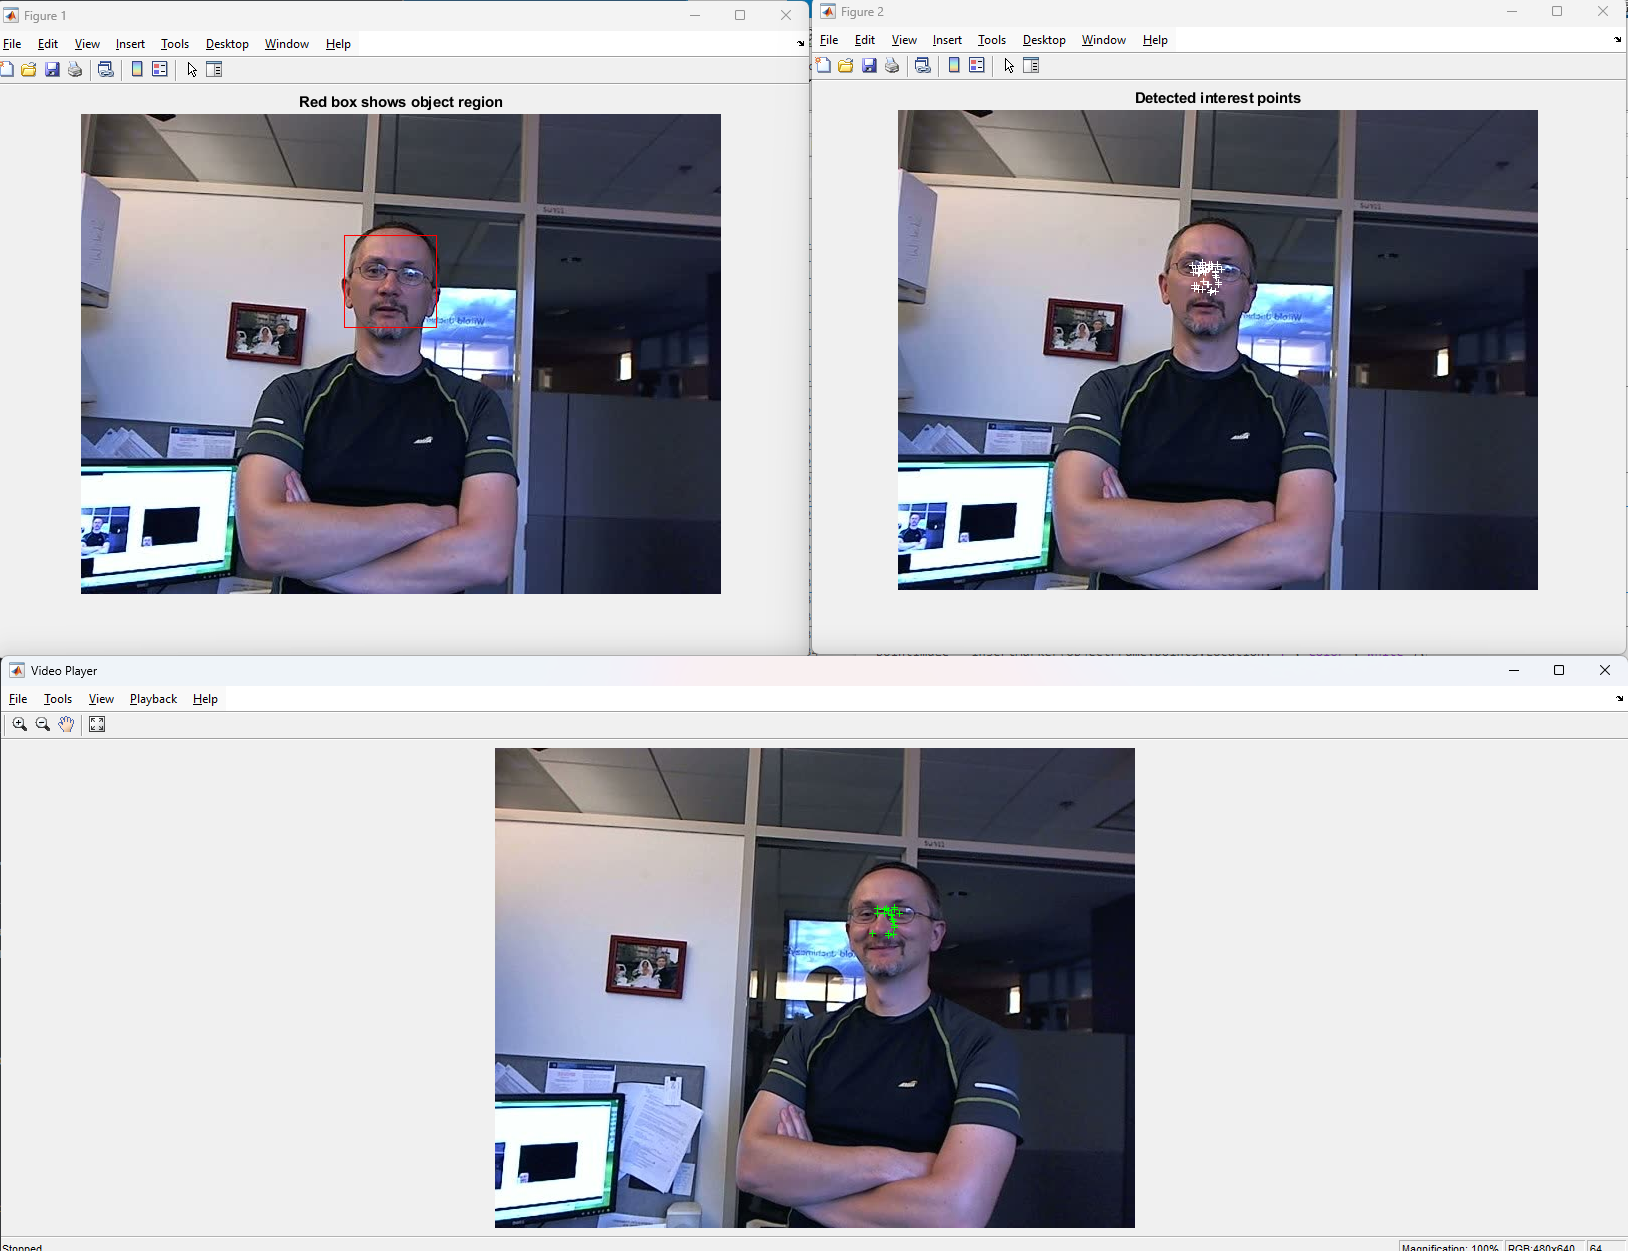 Figure 1
File Edit View Insert Tools Desktop Window Help
Red box shows object region
Figure 2
File Edit View Insert Tools Desktop Window Help
Detected interest points
Video Player
File Tools View Playback Help
Stopped
Magnification: 100% RGB:480x640 64